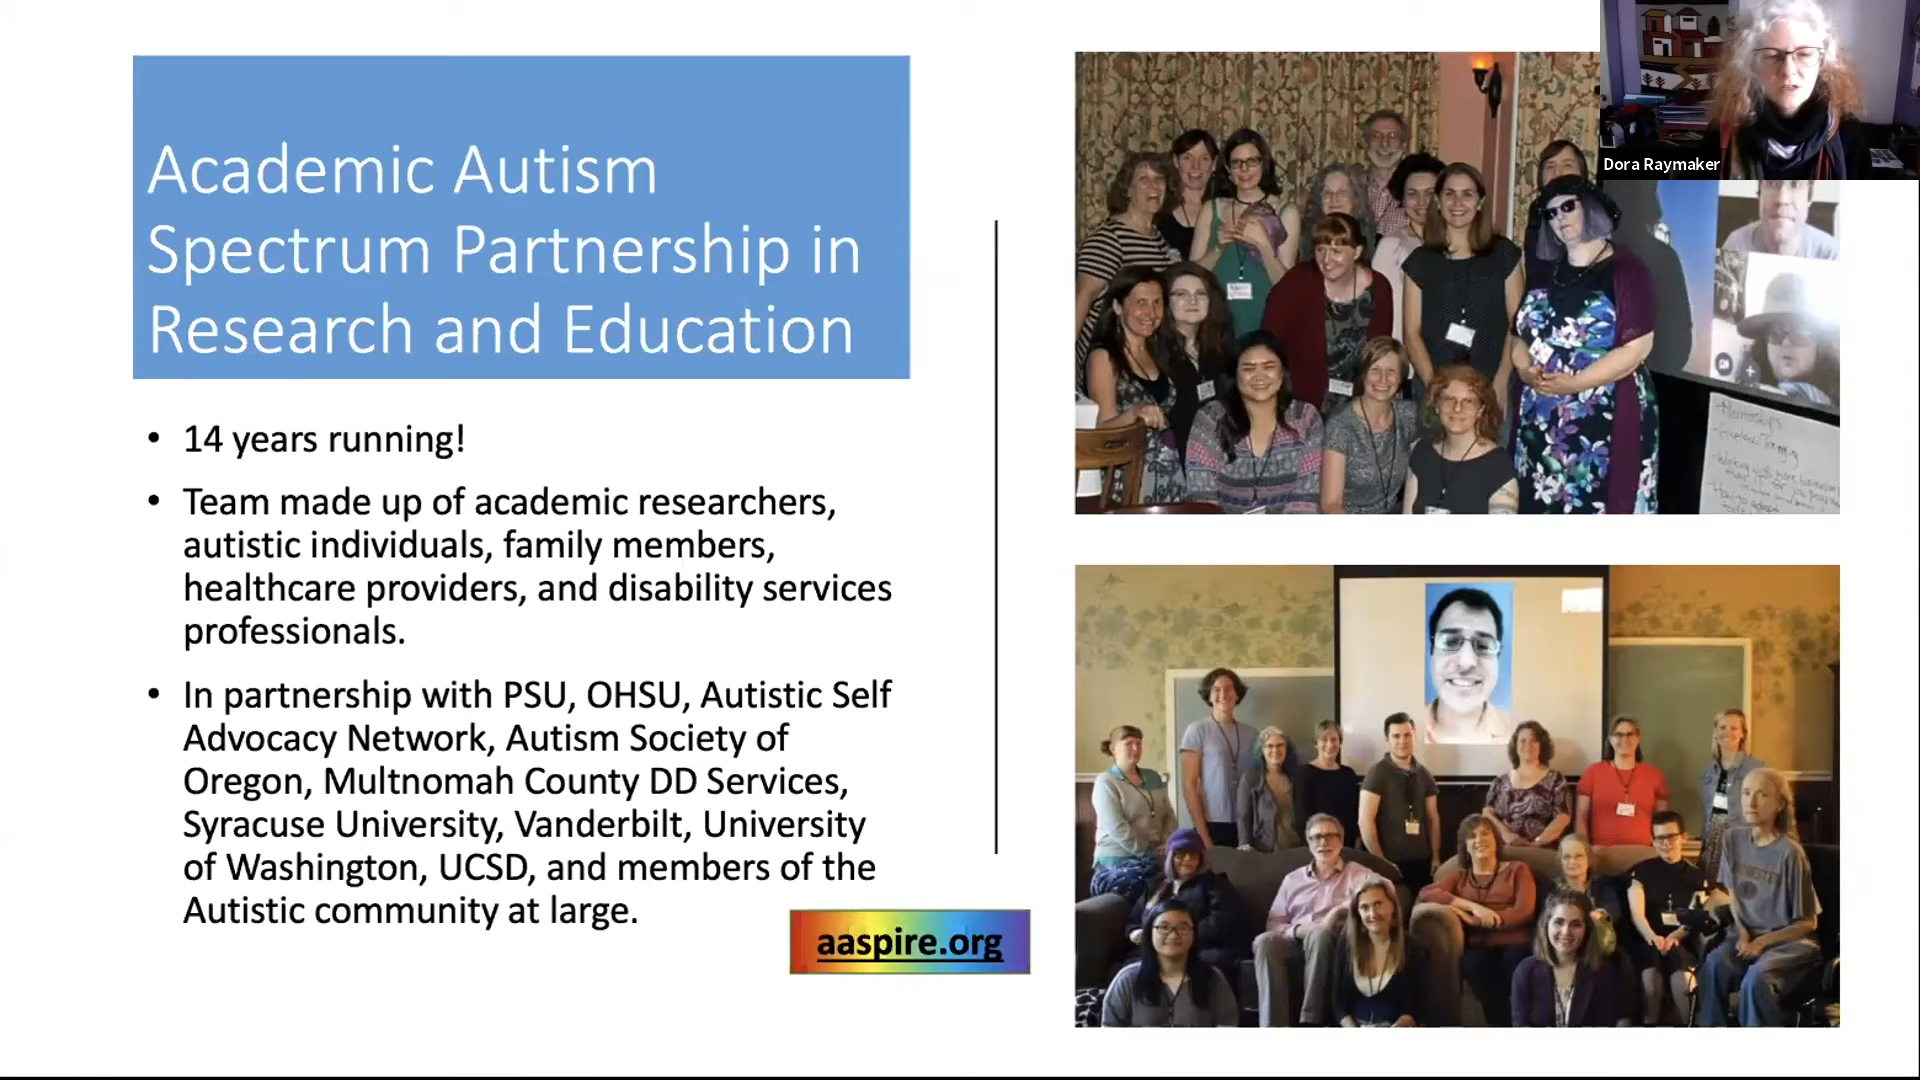 Academic Autism
Spectrum Partnership in
Research and Education
• 14 years running!
• Team made up of academic researchers,
autistic individuals, family members,
healthcare providers, and disability services
professionals.
• In partnership with PSU, OHSU, Autistic Self
Advocacy Network, Autism Society of
Oregon, Multnomah County DD Services,
Syracuse University, Vanderbilt, University
of Washington, UCSD, and members of the
Autistic community at large.
aaspire.org
Dora Raymaker